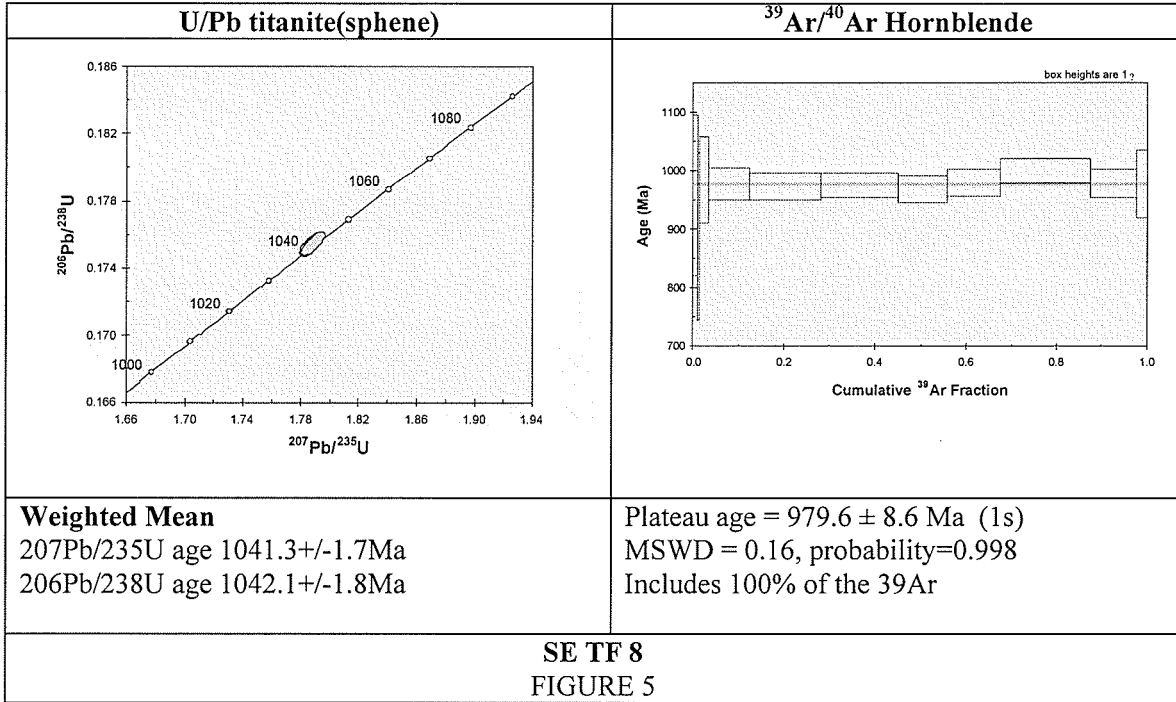 U/Pb titanite(sphene)
0.186
0.182
0.178
0.174
0.170
0.166
206Pb/238U
1000
1020
1040
1060
1080
1.66
1.70
1.74
1.78
1.82
1.86
1.90
1.94
207Pb/235U
39Ar/40Ar Hornblende
box heights are 1?
1100
1000
900
800
700
Age (Ma)
0.0
0.2
0.4
0.6
0.8
1.0
Cumulative 39Ar Fraction
Weighted Mean
207Pb/235U age 1041.3+/-1.7Ma
206Pb/238U age 1042.1+/-1.8Ma
Plateau age = 979.6 ± 8.6 Ma (1s)
MSWD = 0.16, probability=0.998
Includes 100% of the 39Ar
SE TF 8
FIGURE 5